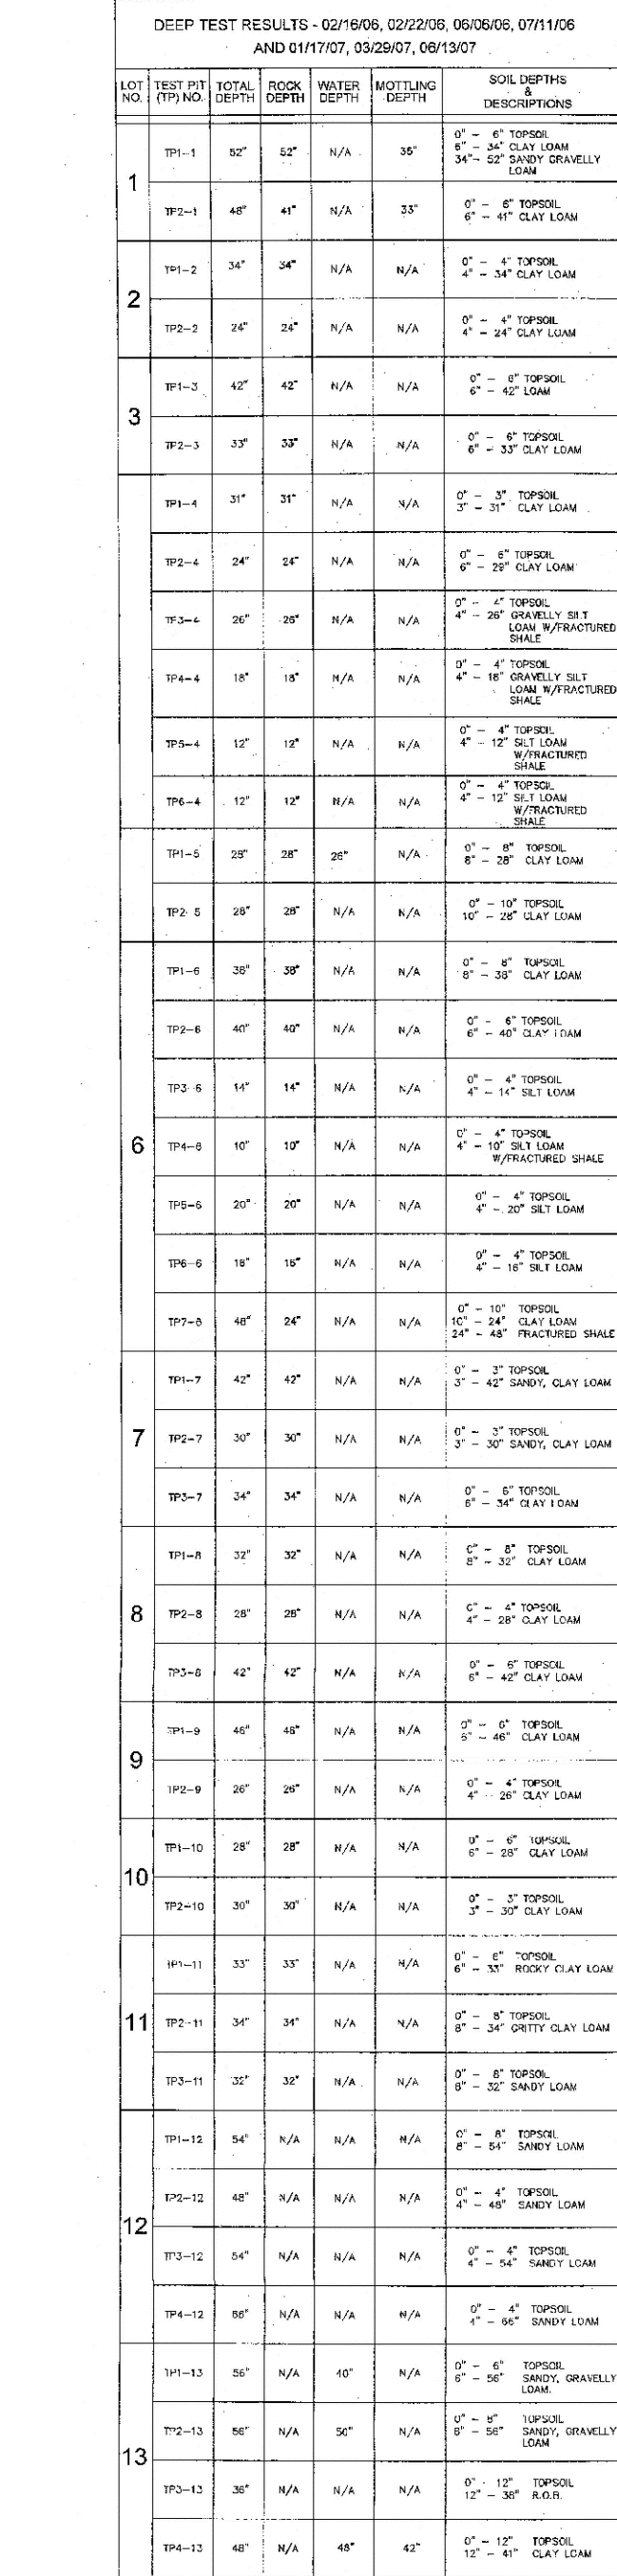 DEEP TEST RESULTS - 02/16/06, 02/22/06, 06/06/06, 07/11/06
AND 01/17/07, 03/29/07, 06/13/07
LOT NO. TEST PIT (TP) NO. TOTAL DEPTH ROCK DEPTH WATER DEPTH MOTTLING DEPTH SOIL DEPTHS & DESCRIPTIONS
1
TP1-1 52" 52" N/A 35" 0" - 6" TOPSOIL
6" - 34" CLAY LOAM
34"- 52" SANDY GRAVELLY
LOAM
TP2-1 48" 41" N/A 33" 0" - 6" TOPSOIL
6" - 41" CLAY LOAM
2
TP1-2 34" 34" N/A N/A 0" - 4" TOPSOIL
4" - 34" CLAY LOAM
TP2-2 24" 24" N/A N/A 0" - 4" TOPSOIL
4" - 24" CLAY LOAM
3
TP1-3 42" 42" N/A N/A 0" - 6" TOPSOIL
6" - 42" LOAM
TP2-3 33" 33" N/A N/A 0" - 6" TOPSOIL
6" - 33" CLAY LOAM
TP1-4 31" 31" N/A N/A 0" - 3" TOPSOIL
3" - 31" CLAY LOAM
TP2-4 24" 24" N/A N/A 0" - 6" TOPSOIL
6" - 29" CLAY LOAM
TP3-4 26" 26" N/A N/A 0" - 4" TOPSOIL
4" - 26" GRAVELLY SILT
LOAM W/FRACTURED
SHALE
TP4-4 18" 18" N/A N/A 0" - 4" TOPSOIL
4" - 18" GRAVELLY SILT
LOAM W/FRACTURED
SHALE
TP5-4 12" 12" N/A N/A 0" - 4" TOPSOIL
4" - 12" SILT LOAM
W/FRACTURED
SHALE
TP6-4 12" 12" N/A N/A 0" - 4" TOPSOIL
4" - 12" SILT LOAM
W/FRACTURED
SHALE
TP1-5 28" 28" 26" N/A 0" - 8" TOPSOIL
8" - 28" CLAY LOAM
TP2-5 28" 28" N/A N/A 0" - 10" TOPSOIL
10" - 28" CLAY LOAM
6
TP1-6 38" 38" N/A N/A 0" - 8" TOPSOIL
8" - 38" CLAY LOAM
TP2-6 40" 40" N/A N/A 0" - 6" TOPSOIL
6" - 40" CLAY LOAM
TP3-6 14" 14" N/A N/A 0" - 4" TOPSOIL
4" - 14" SILT LOAM
TP4-6 10" 10" N/A N/A 0" - 4" TOPSOIL
4" - 10" SILT LOAM
W/FRACTURED SHALE
TP5-6 20" 20" N/A N/A 0" - 4" TOPSOIL
4" - 20" SILT LOAM
TP6-6 16" 16" N/A N/A 0" - 4" TOPSOIL
4" - 16" SILT LOAM
TP7-6 48" 24" N/A N/A 0" - 10" TOPSOIL
10" - 24" CLAY LOAM
24" - 48" FRACTURED SHALE
7
TP1-7 42" 42" N/A N/A 0" - 3" TOPSOIL
3" - 42" SANDY, CLAY LOAM
TP2-7 30" 30" N/A N/A 0" - 3" TOPSOIL
3" - 30" SANDY, CLAY LOAM
TP3-7 34" 34" N/A N/A 0" - 6" TOPSOIL
6" - 34" CLAY LOAM
8
TP1-8 32" 32" N/A N/A 0" - 8" TOPSOIL
8" - 32" CLAY LOAM
TP2-8 28" 28" N/A N/A 0" - 4" TOPSOIL
4" - 28" CLAY LOAM
TP3-8 42" 42" N/A N/A 0" - 6" TOPSOIL
6" - 42" CLAY LOAM
9
TP1-9 46" 46" N/A N/A 0" - 6" TOPSOIL
6" - 46" CLAY LOAM
TP2-9 26" 26" N/A N/A 0" - 4" TOPSOIL
4" - 26" CLAY LOAM
10
TP1-10 28" 28" N/A N/A 0" - 6" TOPSOIL
6" - 28" CLAY LOAM
TP2-10 30" 30" N/A N/A 0" - 3" TOPSOIL
3" - 30" CLAY LOAM
11
TP1-11 33" 33" N/A N/A 0" - 6" TOPSOIL
6" - 33" ROCKY CLAY LOAM
TP2-11 34" 34" N/A N/A 0" - 8" TOPSOIL
8" - 34" GRITTY CLAY LOAM
TP3-11 32" 32" N/A N/A 0" - 8" TOPSOIL
8" - 32" SANDY LOAM
12
TP1-12 54" N/A N/A N/A 0" - 8" TOPSOIL
8" - 54" SANDY LOAM
TP2-12 48" N/A N/A N/A 0" - 4" TOPSOIL
4" - 48" SANDY LOAM
TP3-12 54" N/A N/A N/A 0" - 4" TOPSOIL
4" - 54" SANDY LOAM
TP4-12 66" N/A N/A N/A 0" - 4" TOPSOIL
4" - 66" SANDY LOAM
13
TP1-13 56" N/A 40" N/A 0" - 6" TOPSOIL
6" - 56" SANDY, GRAVELLY
LOAM.
TP2-13 56" N/A 50" N/A 0" - 8" TOPSOIL
8" - 56" SANDY, GRAVELLY
LOAM
TP3-13 36" N/A N/A N/A 0" - 12" TOPSOIL
12" - 38" R.O.B.
TP4-13 48" N/A 48" 42" 0" - 12" TOPSOIL
12" - 41" CLAY LOAM